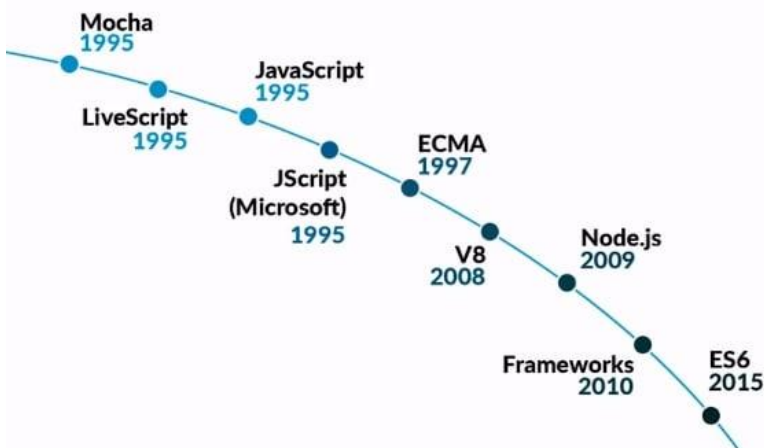 Mocha
1995
LiveScript
1995
JavaScript
1995
JScript
(Microsoft)
1995
ECMA
1997
V8
2008
Node.js
2009
Frameworks
2010
ES6
2015